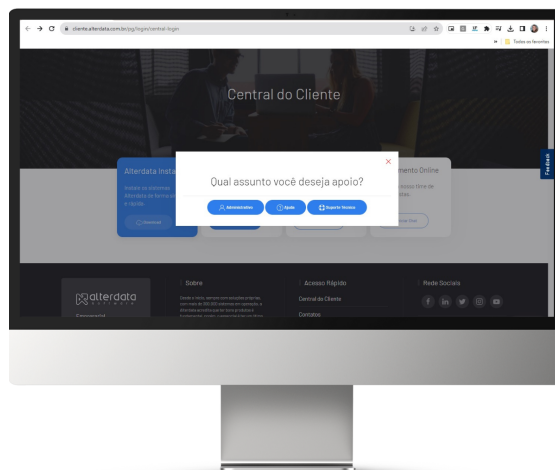 cliente.alterdata.com.br/pg/login/central-login
Todos os favoritos
Central do Cliente
Feedback
Alterdata Insta
mento Online
Qual assunto você deseja apoio?
Administrativo
Ajuda
Suporte Técnico
Download
alterdata
software
Sobre
Acesso Rápido
Rede Sociais
Central do Cliente
Contatos